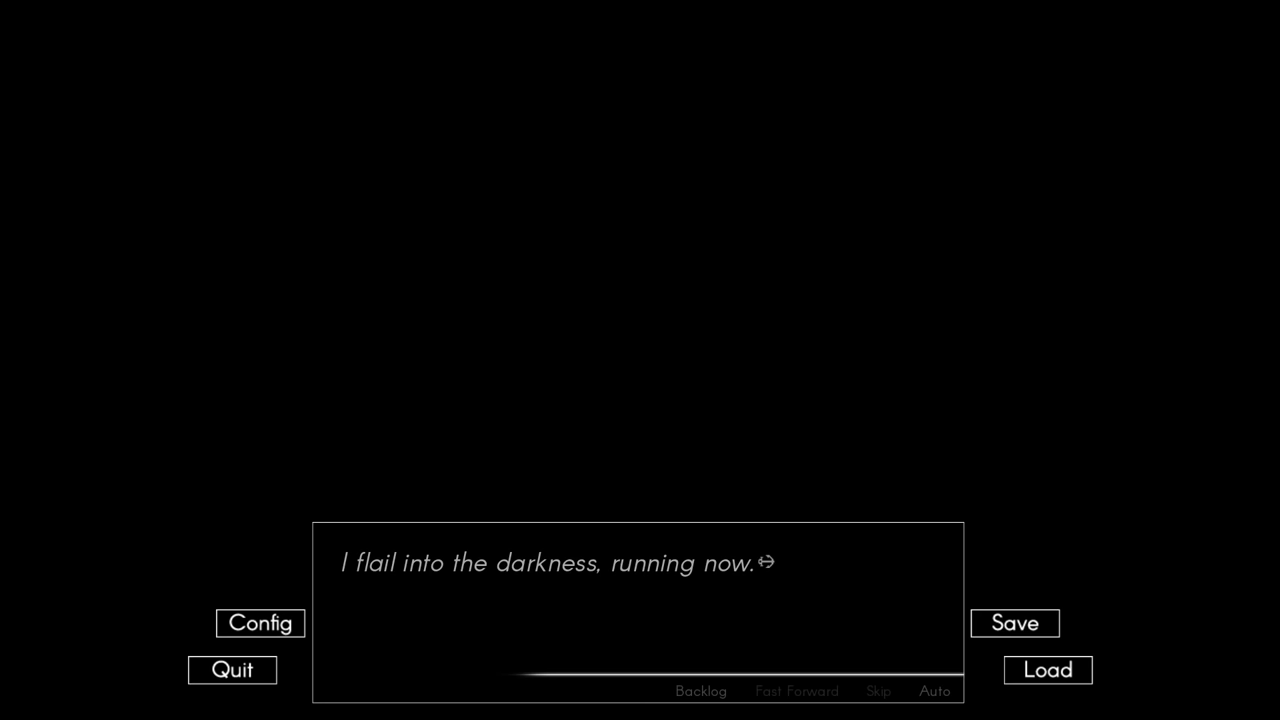 I flail into the darkness, running now.
Config
Save
Quit
Load
Backlog Fast Forward Skip Auto